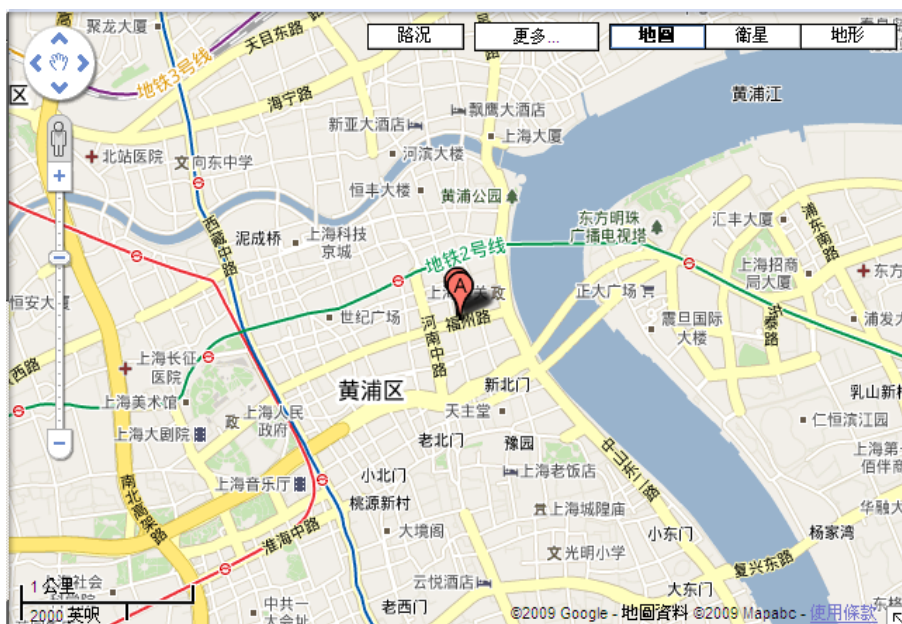 聚龙大厦
天目东路
路况
更多...
地圖
衛星
地形
地铁3号线
区
海宁路
黄浦江
飘鹰大酒店
新亚大酒店
上海大厦
北站医院
文向东中学
河滨大楼
恒丰大楼
黄浦公园
西藏中路
泥成桥
上海科技
京城
东方明珠
广播电视塔
汇丰大厦
浦东南路
地铁2号线
上海招商
局大厦
东方
恒安大厦
A
正大广场
世纪广场
河南中路
福州路
震旦国际
大楼
东泰路
浦发大
西路
上海长征
医院
黄浦区
新北门
乳山新村
上海美术馆
政
上海人民
政府
天主堂
仁恒滨江园
上海大剧院
老北门
豫园
中山东二路
上海第一
佰伴商
上海音乐厅
小北门
上海老饭店
南北高架路
桃源新村
上海城隍庙
华融大
淮海中路
大境阁
小东门
杨家湾
文光明小学
复兴东路
1 公里
上海社会
云悦酒店
大东门
2000 英呎
中共一
大会址
老西门
©2009 Google - 地圖資料 ©2009 Mapabc - 使用條款